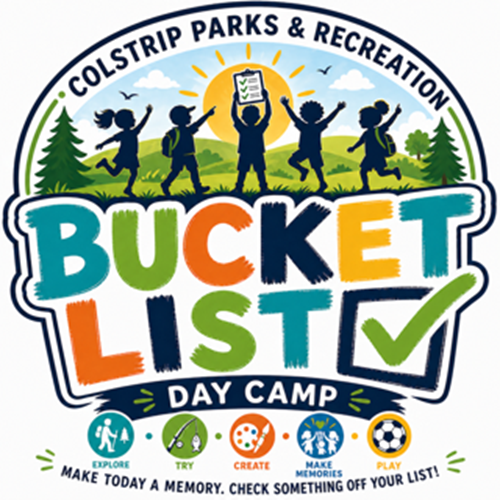 COLSTRIP PARKS & RECREATION
BUCKET
LIST
DAY CAMP
EXPLORE • TRY • CREATE • MAKE MEMORIES • PLAY
MAKE TODAY A MEMORY. CHECK SOMETHING OFF YOUR LIST!